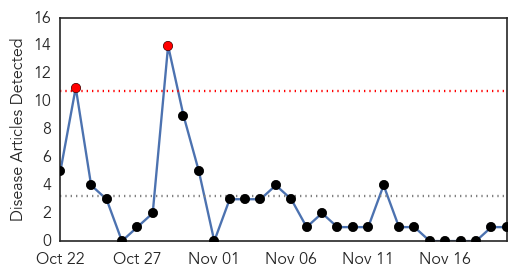 Disease Articles Detected
16
14
12
10
8
6
4
2
0
Oct 22
Oct 27
Nov 01
Nov 06
Nov 11
Nov 16